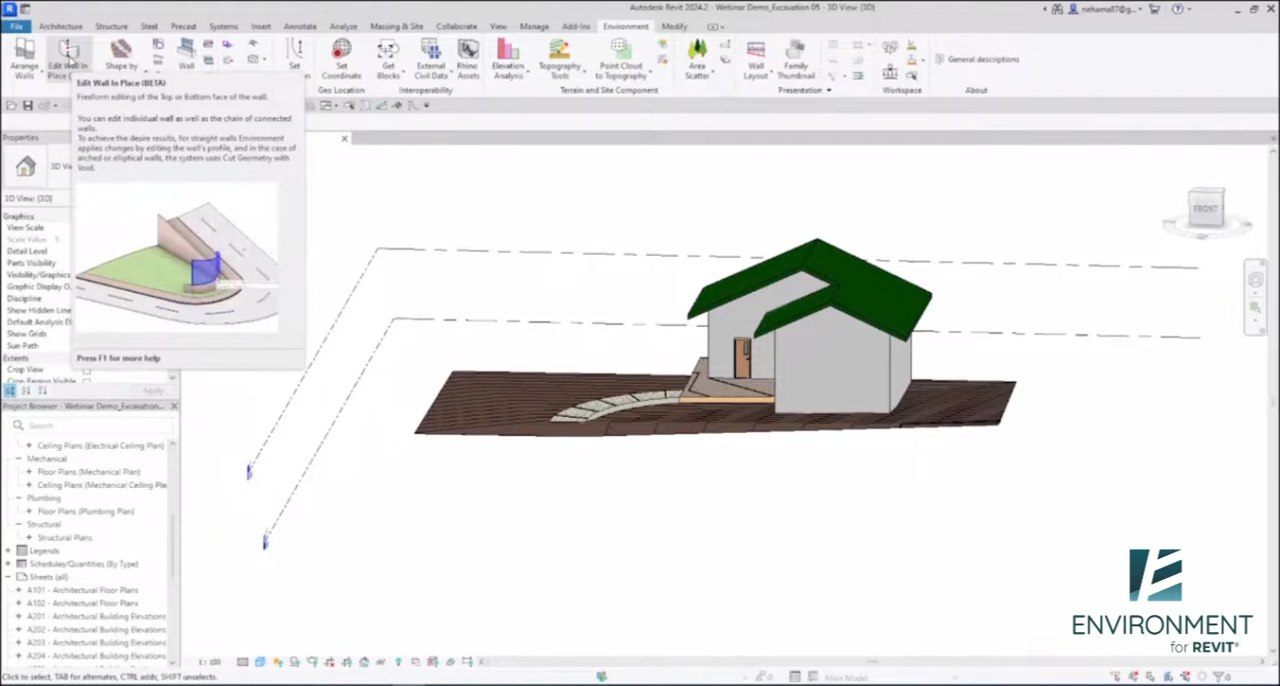 Autodesk Revit 2024.2 - Webinar Demo_Excavation 05 - 3D View: {3D}
nehama87@g...
File Architecture Structure Steel Precast Systems Insert Annotate Analyze Massing & Site Collaborate View Manage Add-Ins Environment Modify
Arrange Walls
Edit Wall In Place
Shape by
Wall
Set
Set Coordinate
Get Blocks
External Civil Data
Rhine Assets
Elevation Analysis
Topography Tools
Point Cloud to Topography
Area Scatter
Wall Layout
Family Thumbnail
General descriptions
Geo Location
Interoperability
Terrain and Site Component
Presentation
Workspace
About
Edit Wall In Place (BETA)
Freeform editing of the Top or Bottom face of the wall.
You can edit individual wall as well as the chain of connected
walls.
To achieve the desire results, for straight walls Environment
applies changes by editing the wall's profile, and in the case of
arched or elliptical walls, the system uses Cut Geometry with
Void.
Press F1 for more help
Properties
3D Vie
3D View: {3D}
Graphics
View Scale
Scale Value
Detail Level
Parts Visibility
Visibility/Graphics
Graphic Display O.
Discipline
Show Hidden Line
Default Analysis Di
Show Grids
Sun Path
Extents
Crop View
Apply
Project Browser - Webinar Demo_Excavation...
Search
Ceiling Plans (Electrical Ceiling Plan)
Mechanical
Floor Plans (Mechanical Plan)
Ceiling Plans (Mechanical Ceiling Pla
Plumbing
Floor Plans (Plumbing Plan)
Structural
Structural Plans
Legends
Schedules/Quantities (By Type)
Sheets (all)
A101 - Architectural Floor Plans
A102 - Architectural Floor Plans
A201 - Architectural Building Elevations
A202 - Architectural Building Elevations
A203 - Architectural Building Elevations
A204 - Architectural Building Elevations
FRONT
ENVIRONMENT
for REVIT®
1 : 100
Click to select, TAB for alternates, CTRL adds, SHIFT unselects.
Main Model